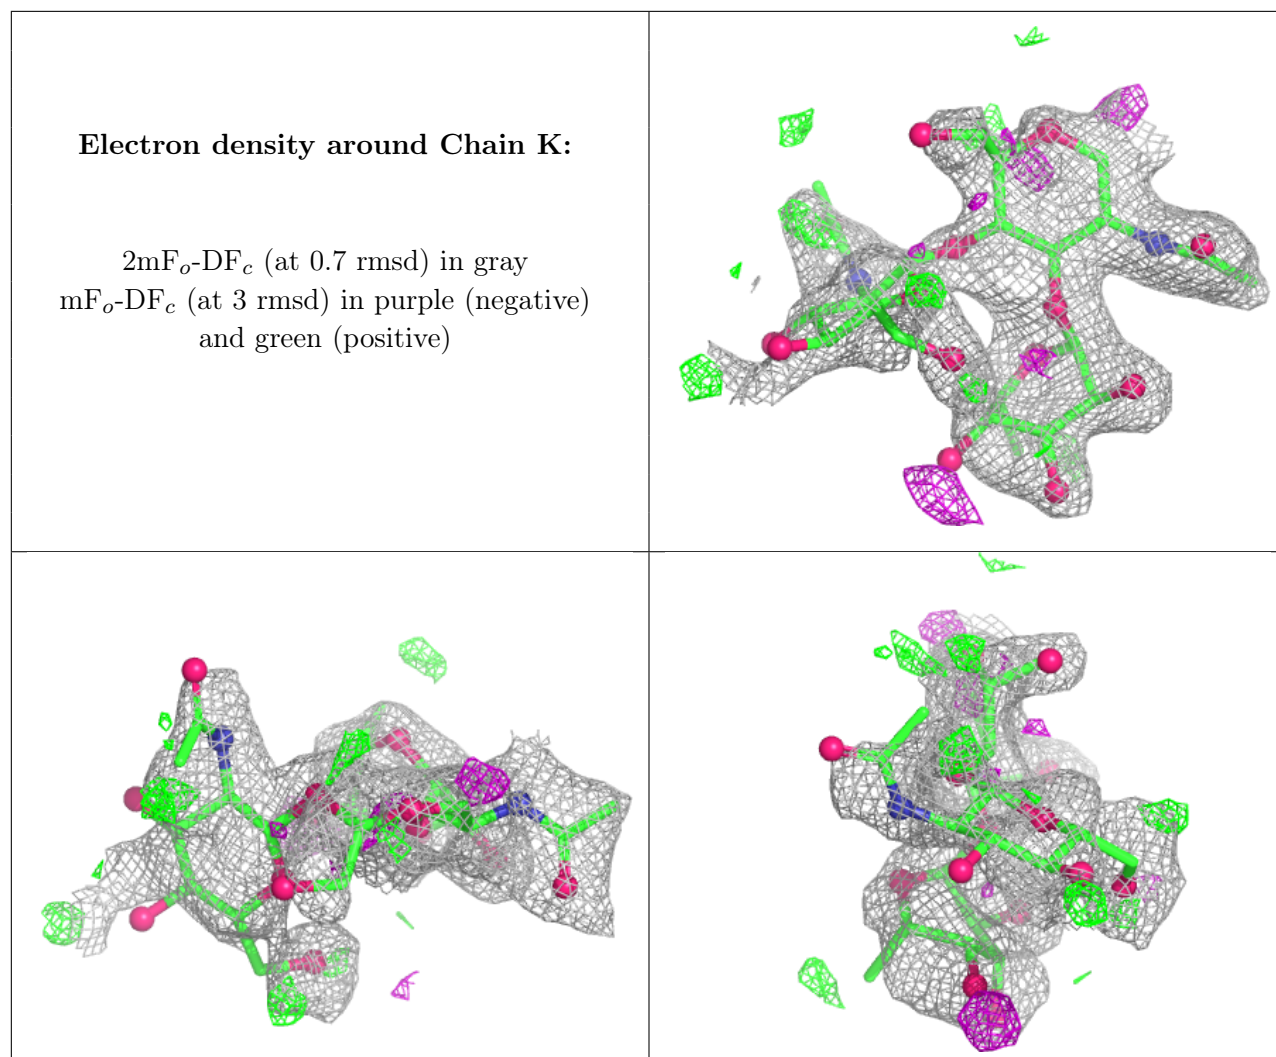 Electron density around Chain K:
2mFₒ-DF𝑐 (at 0.7 rmsd) in gray
mFₒ-DF𝑐 (at 3 rmsd) in purple (negative)
and green (positive)